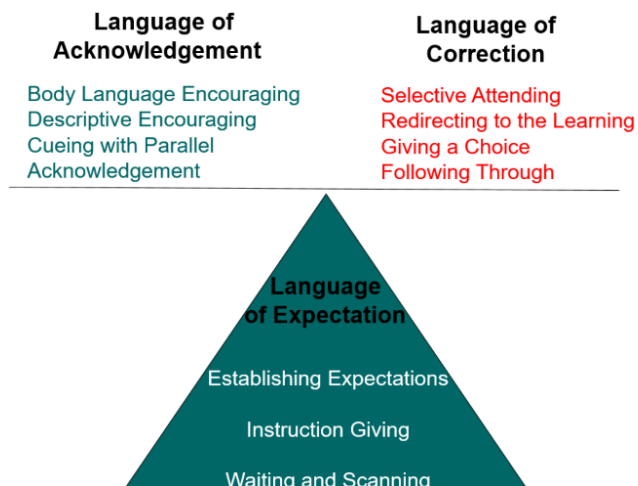 Language of
Acknowledgement
Body Language Encouraging
Descriptive Encouraging
Cueing with Parallel
Acknowledgement
Language of
Correction
Selective Attending
Redirecting to the Learning
Giving a Choice
Following Through
Language
of Expectation
Establishing Expectations
Instruction Giving
Waiting and Scanning